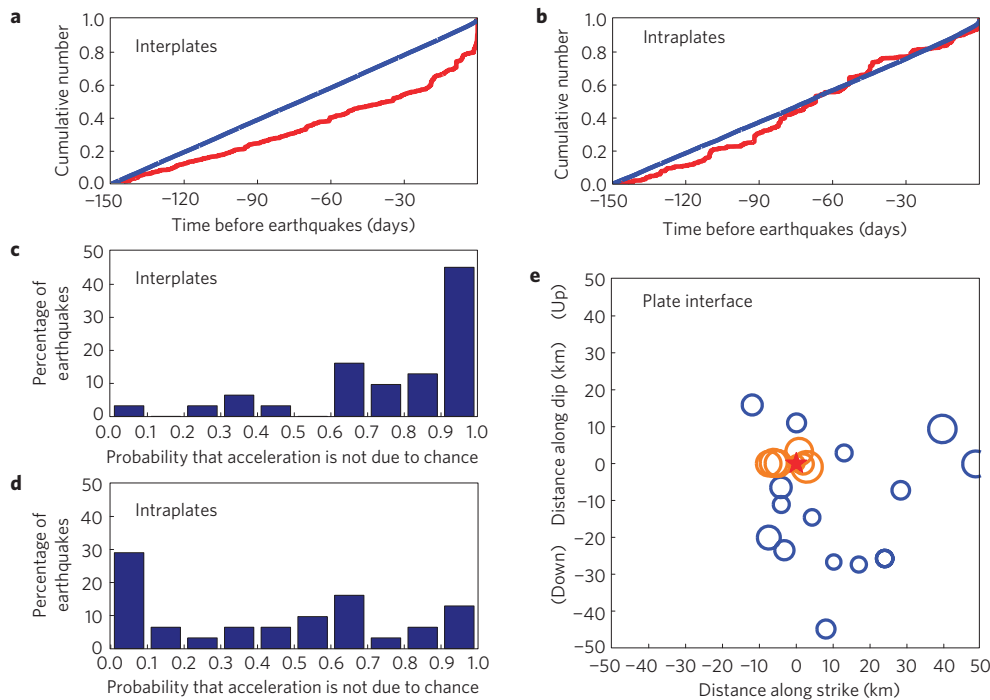 a
Interplates
Cumulative number
1.0
0.8
0.6
0.4
0.2
0.0
−150
−120
−90
−60
−30
Time before earthquakes (days)
b
Intraplates
Cumulative number
1.0
0.8
0.6
0.4
0.2
0.0
−150
−120
−90
−60
−30
Time before earthquakes (days)
c
Interplates
Percentage of
earthquakes
50
40
30
20
10
0
0.0 0.1 0.2 0.3 0.4 0.5 0.6 0.7 0.8 0.9 1.0
Probability that acceleration is not due to chance
d
Intraplates
Percentage of
earthquakes
50
40
30
20
10
0
0.0 0.1 0.2 0.3 0.4 0.5 0.6 0.7 0.8 0.9 1.0
Probability that acceleration is not due to chance
e
Plate interface
(Down) Distance along dip (km) (Up)
50
40
30
20
10
0
−10
−20
−30
−40
−50
−50 −40 −30 −20 −10 0 10 20 30 40 50
Distance along strike (km)